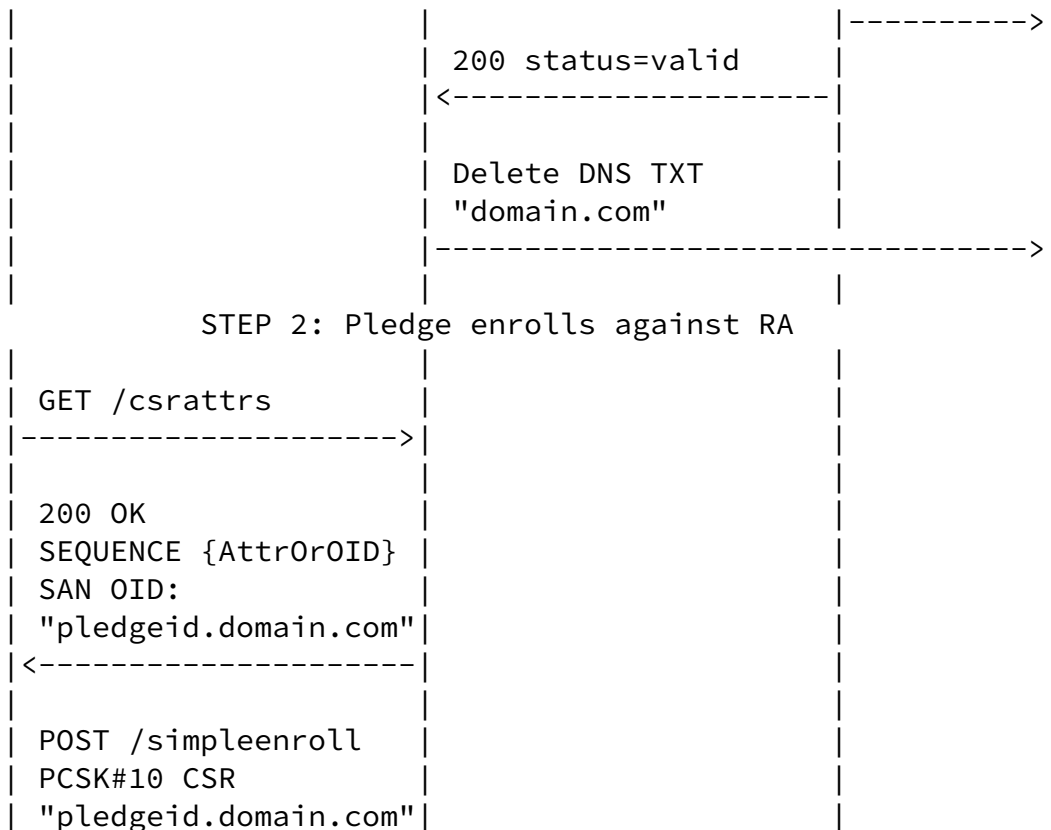 |                      |                      |---------->
|                      | 200 status=valid     |
|                      |<---------------------|
|                      |                      |
|                      | Delete DNS TXT       |
|                      | "domain.com"         |
|                      |--------------------------------->
|                      |                      |
          STEP 2: Pledge enrolls against RA
|                      |                      |
| GET /csrattrs        |                      |
|--------------------->|                      |
|                      |                      |
| 200 OK               |                      |
| SEQUENCE {AttrOrOID} |                      |
| SAN OID:             |                      |
| "pledgeid.domain.com"|                      |
|<---------------------|                      |
|                      |                      |
| POST /simpleenroll   |                      |
| PCSK#10 CSR          |                      |
| "pledgeid.domain.com"|                      |